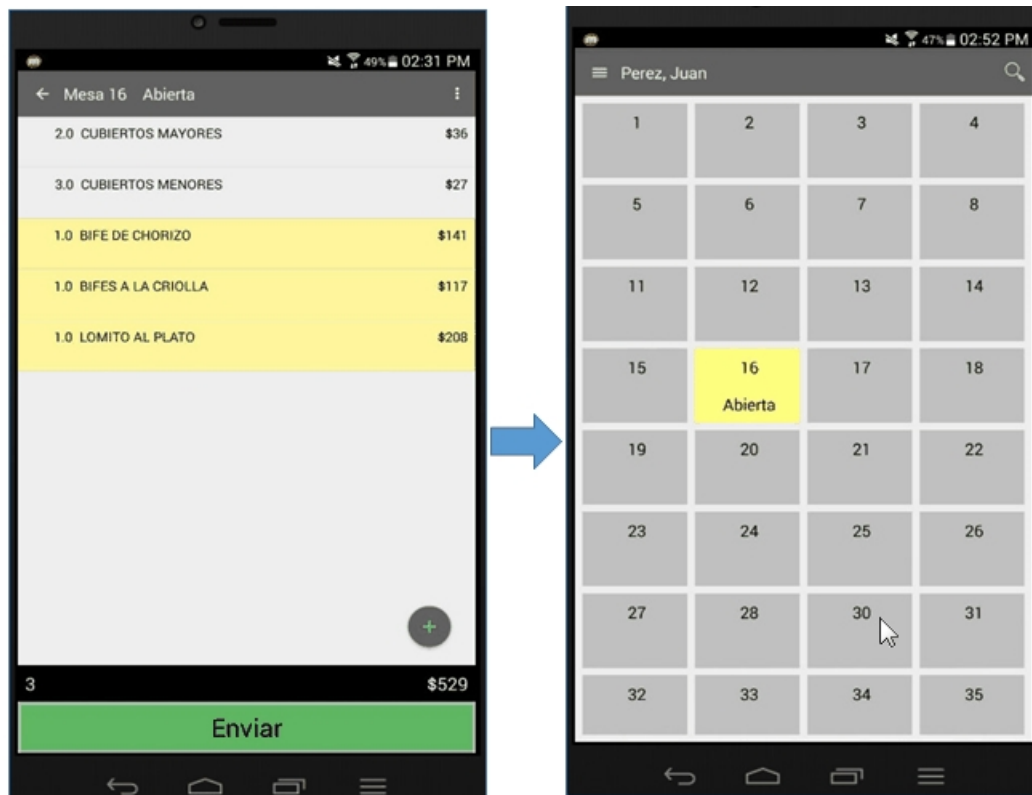 49% 02:31 PM
Mesa 16 Abierta
2.0 CUBIERTOS MAYORES $36
3.0 CUBIERTOS MENORES $27
1.0 BIFE DE CHORIZO $141
1.0 BIFES A LA CRIOLLA $117
1.0 LOMITO AL PLATO $208
+
3 $529
Enviar
47% 02:52 PM
Perez, Juan
1 2 3 4
5 6 7 8
11 12 13 14
15 16 17 18
Abierta
19 20 21 22
23 24 25 26
27 28 30 31
32 33 34 35